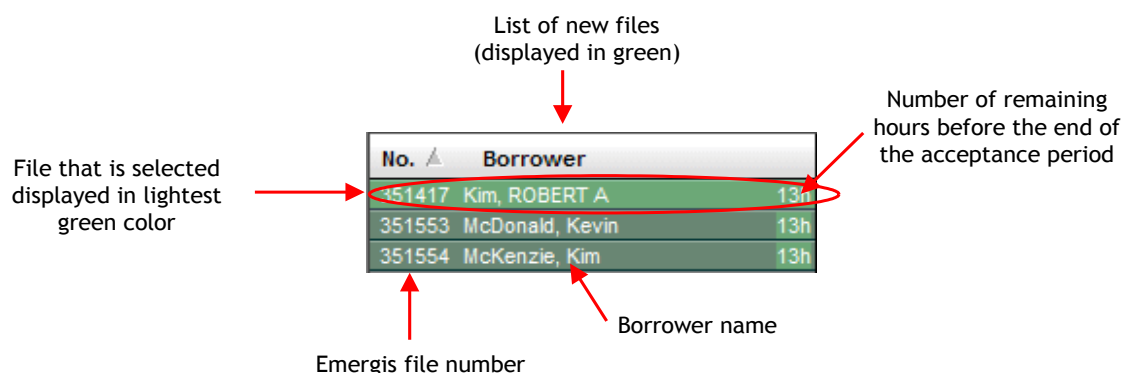 List of new files
(displayed in green)
Number of remaining
hours before the end of
the acceptance period
File that is selected
displayed in lightest
green color
No. Borrower
351417 Kim, ROBERT A 13h
351553 McDonald, Kevin 13h
351554 McKenzie, Kim 13h
Borrower name
Emergis file number